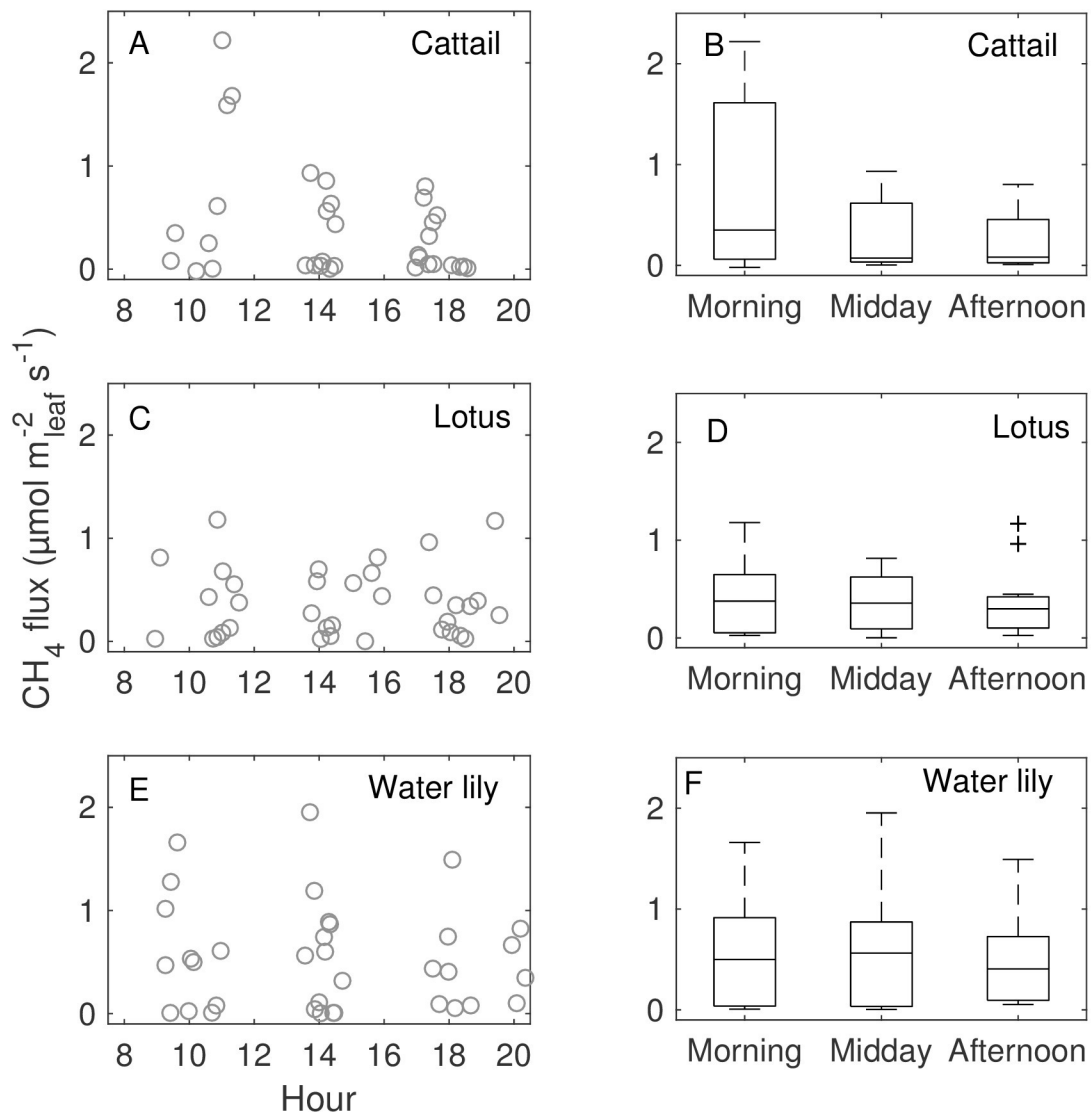 A Cattail
2
1
0
8 10 12 14 16 18 20
B Cattail
2
1
0
Morning Midday Afternoon
CH4 flux (µmol m-2leaf s-1)
C Lotus
2
1
0
8 10 12 14 16 18 20
D Lotus
2
1
0
Morning Midday Afternoon
E Water lily
2
1
0
8 10 12 14 16 18 20
Hour
F Water lily
2
1
0
Morning Midday Afternoon